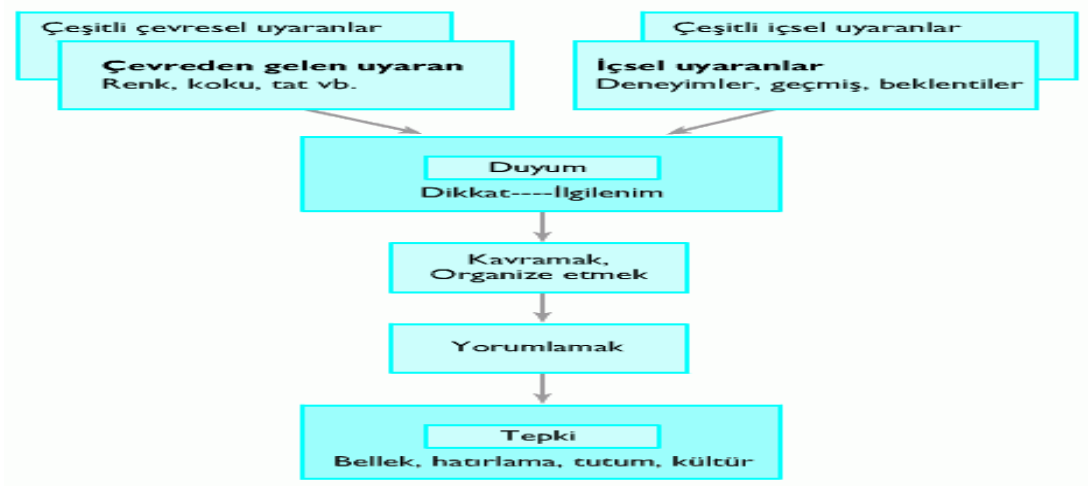 Çeşitli çevresel uyaranlar
Çevreden gelen uyaran
Renk, koku, tat vb.
Çeşitli içsel uyaranlar
İçsel uyaranlar
Deneyimler, geçmiş, beklentiler
Duyum
Dikkat----İlgilenim
Kavramak,
Organize etmek
Yorumlamak
Tepki
Bellek, hatırlama, tutum, kültür